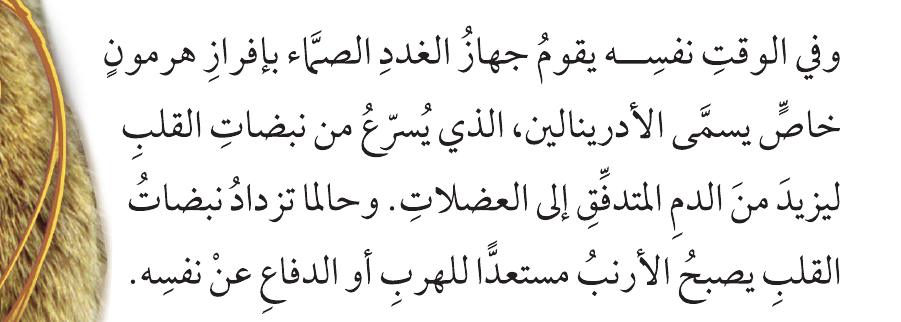 وفي الوقتِ نفسِـــه يقومُ جهازُ الغددِ الصمَّاء بإفرازِ هرمونٍ
خاصٍّ يسمَّى الأدرينالين، الذي يُسرّعُ من نبضاتِ القلبِ
ليزيدَ منَ الدمِ المتدفِّقِ إلى العضلاتِ. وحالما تزدادُ نبضاتُ
القلبِ يصبحُ الأرنبُ مستعدًّا للهربِ أو الدفاعِ عنْ نفسِه.